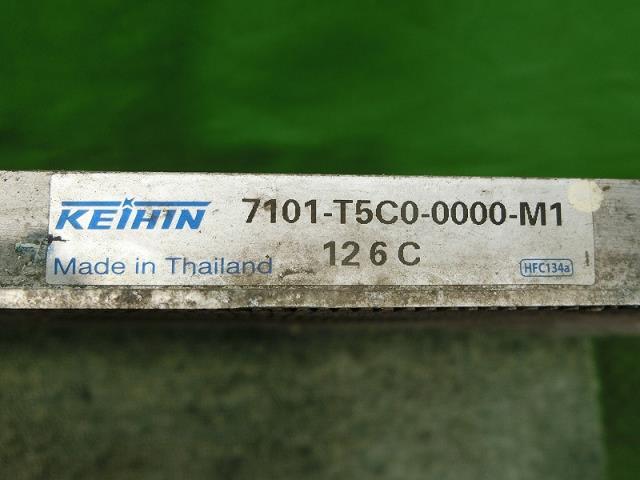 KEIHIN 7101-T5C0-0000-M1
12 6 C
Made in Thailand
HFC134a